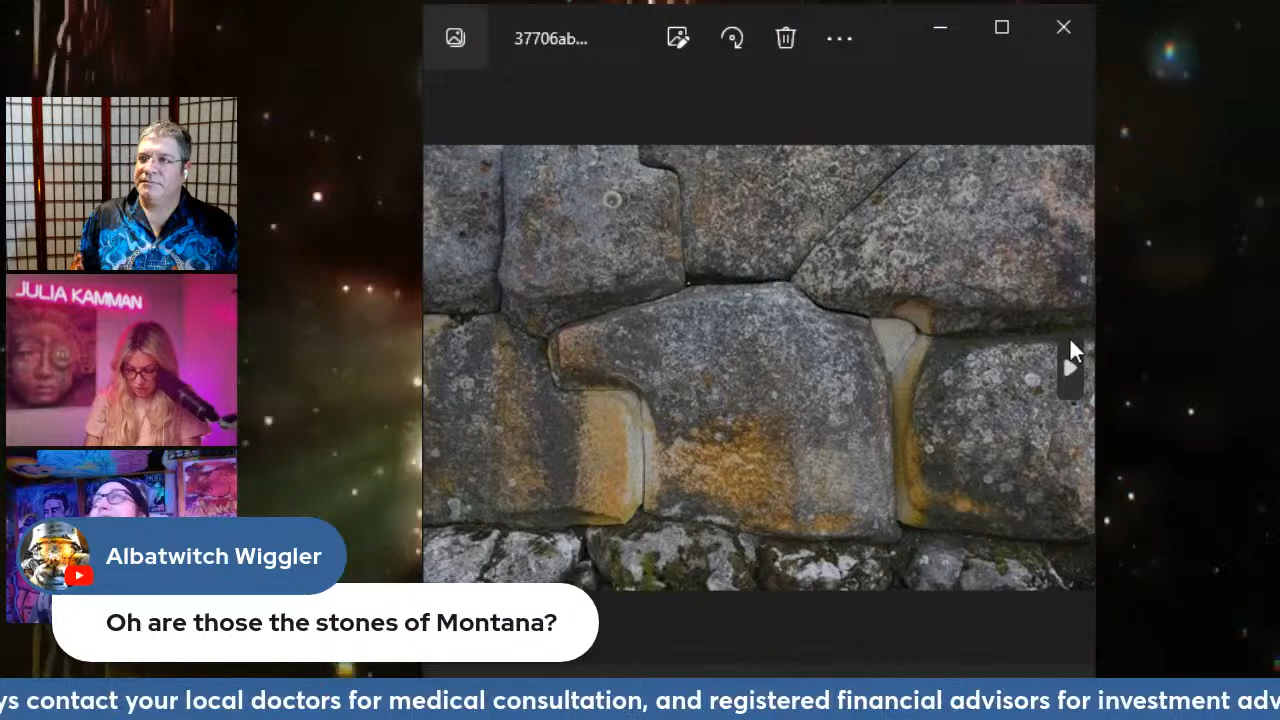 37706ab...
JULIA KAMMAN
Albatwitch Wiggler
Oh are those the stones of Montana?
ys contact your local doctors for medical consultation, and registered financial advisors for investment adv